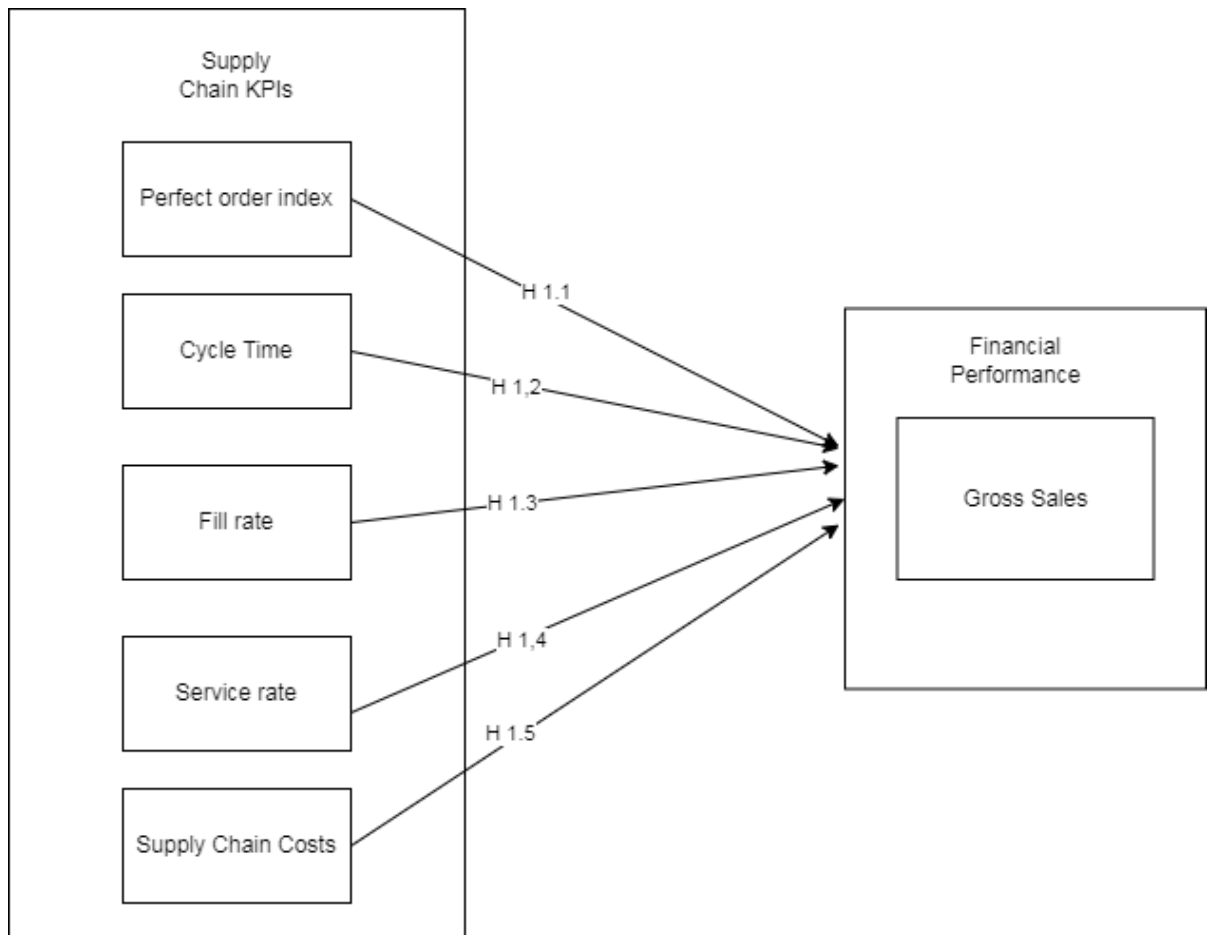 Supply
Chain KPIs
Perfect order index
H 1.1
Cycle Time
H 1,2
Fill rate
H 1.3
Service rate
H 1,4
Supply Chain Costs
H 1.5
Financial
Performance
Gross Sales